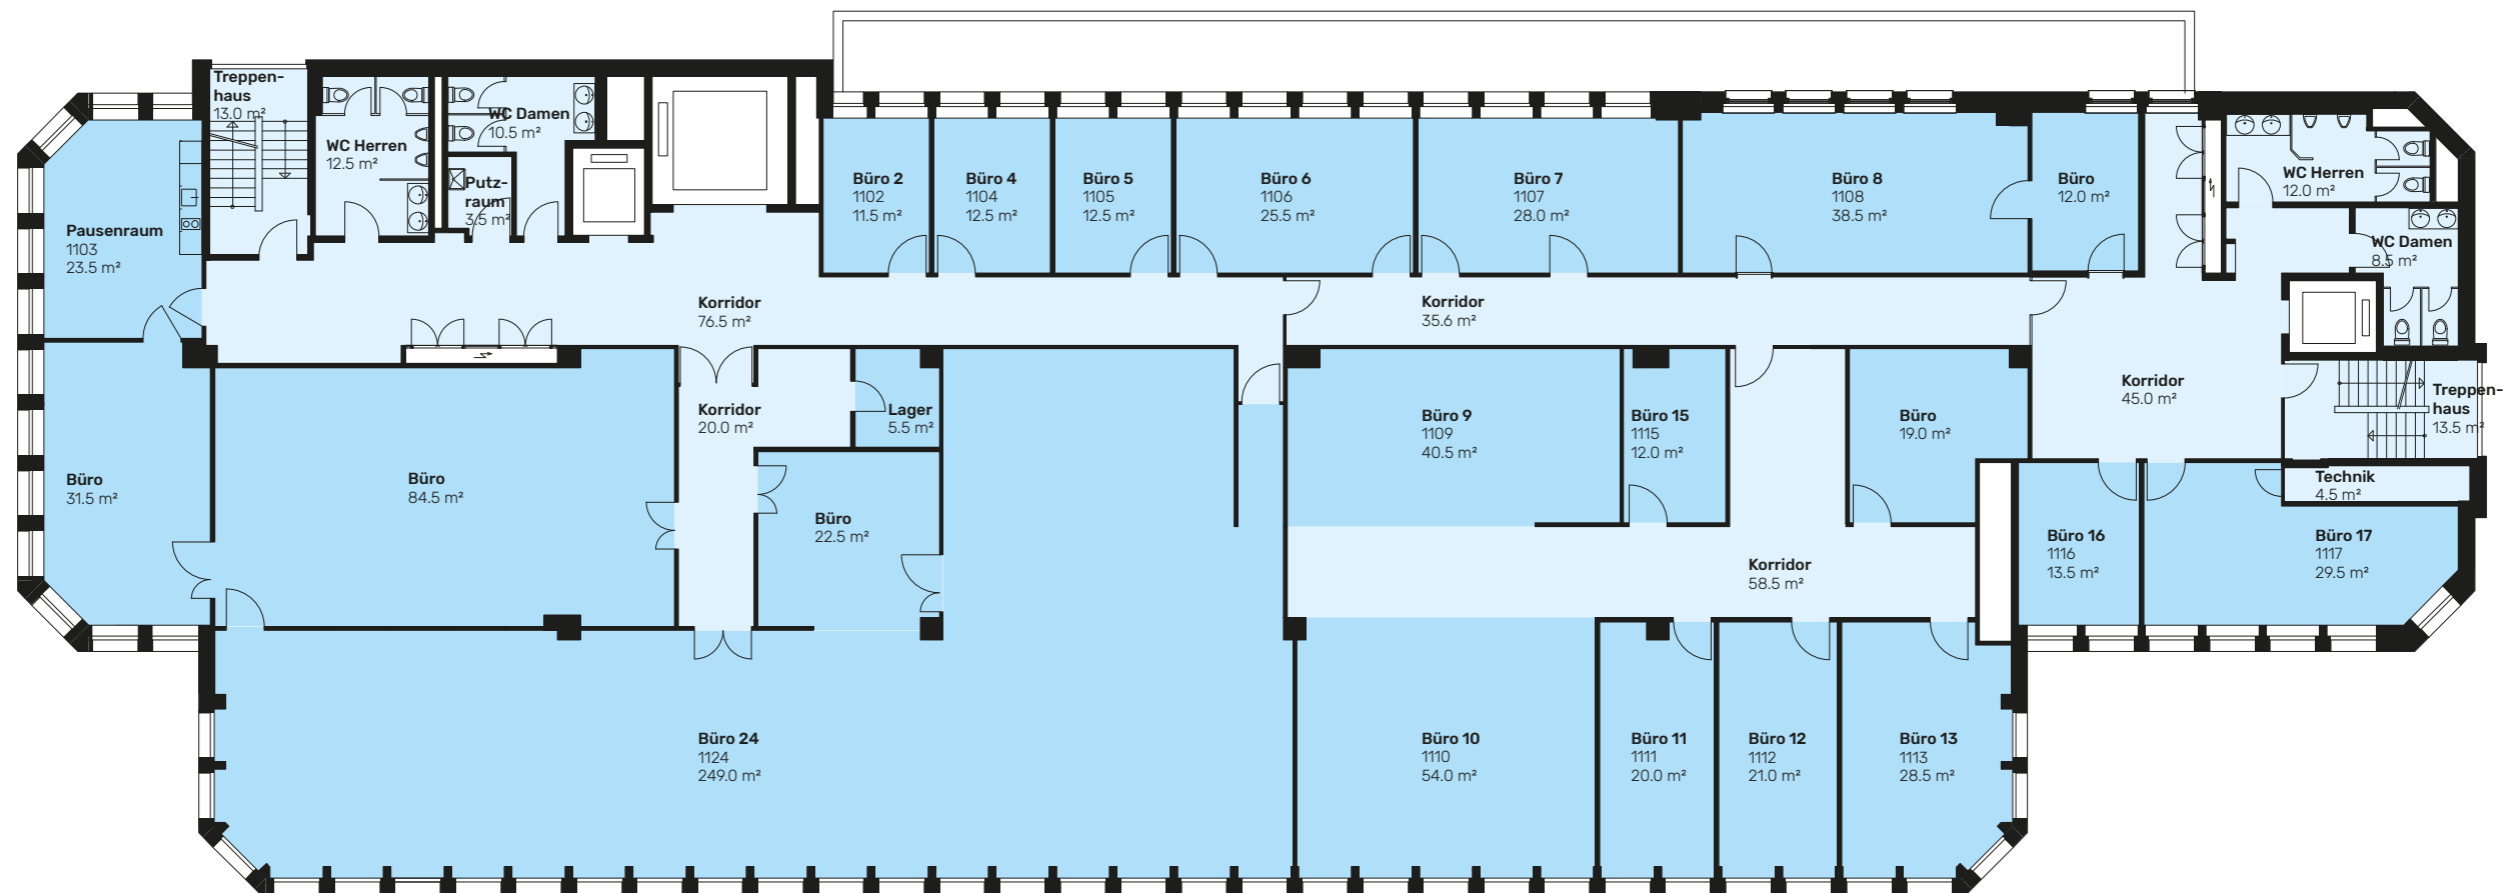 Treppen-
haus
13.0 m²
WC Herren
12.5 m²
WC Damen
10.5 m²
Putz-
raum
3.5 m²
Pausenraum
1103
23.5 m²
Büro 2
1102
11.5 m²
Büro 4
1104
12.5 m²
Büro 5
1105
12.5 m²
Büro 6
1106
25.5 m²
Büro 7
1107
28.0 m²
Büro 8
1108
38.5 m²
Büro
12.0 m²
WC Herren
12.0 m²
WC Damen
8.5 m²
Korridor
76.5 m²
Korridor
35.6 m²
Korridor
45.0 m²
Treppen-
haus
13.5 m²
Korridor
20.0 m²
Lager
5.5 m²
Büro 9
1109
40.5 m²
Büro 15
1115
12.0 m²
Büro
19.0 m²
Büro
31.5 m²
Büro
84.5 m²
Büro
22.5 m²
Technik
4.5 m²
Büro 16
1116
13.5 m²
Büro 17
1117
29.5 m²
Korridor
58.5 m²
Büro 24
1124
249.0 m²
Büro 10
1110
54.0 m²
Büro 11
1111
20.0 m²
Büro 12
1112
21.0 m²
Büro 13
1113
28.5 m²